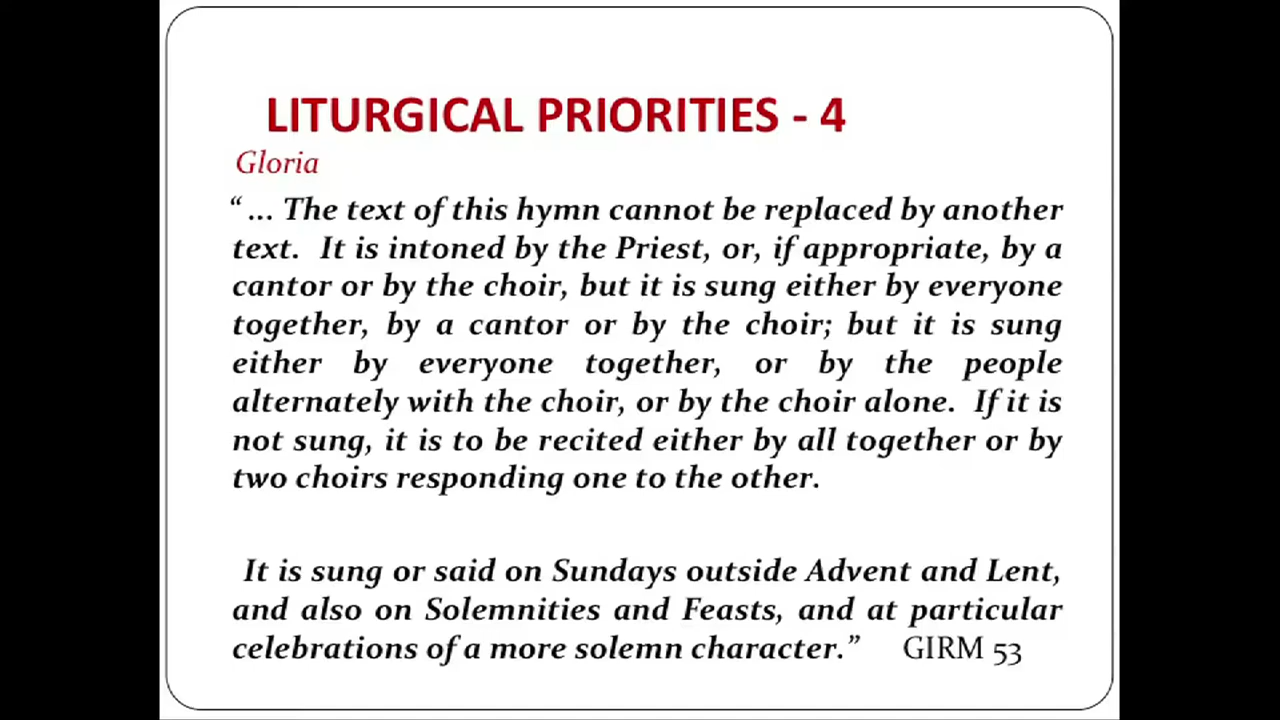 LITURGICAL PRIORITIES - 4
Gloria
“ ... The text of this hymn cannot be replaced by another
text. It is intoned by the Priest, or, if appropriate, by a
cantor or by the choir, but it is sung either by everyone
together, by a cantor or by the choir; but it is sung
either by everyone together, or by the people
alternately with the choir, or by the choir alone. If it is
not sung, it is to be recited either by all together or by
two choirs responding one to the other.
It is sung or said on Sundays outside Advent and Lent,
and also on Solemnities and Feasts, and at particular
celebrations of a more solemn character.” GIRM 53